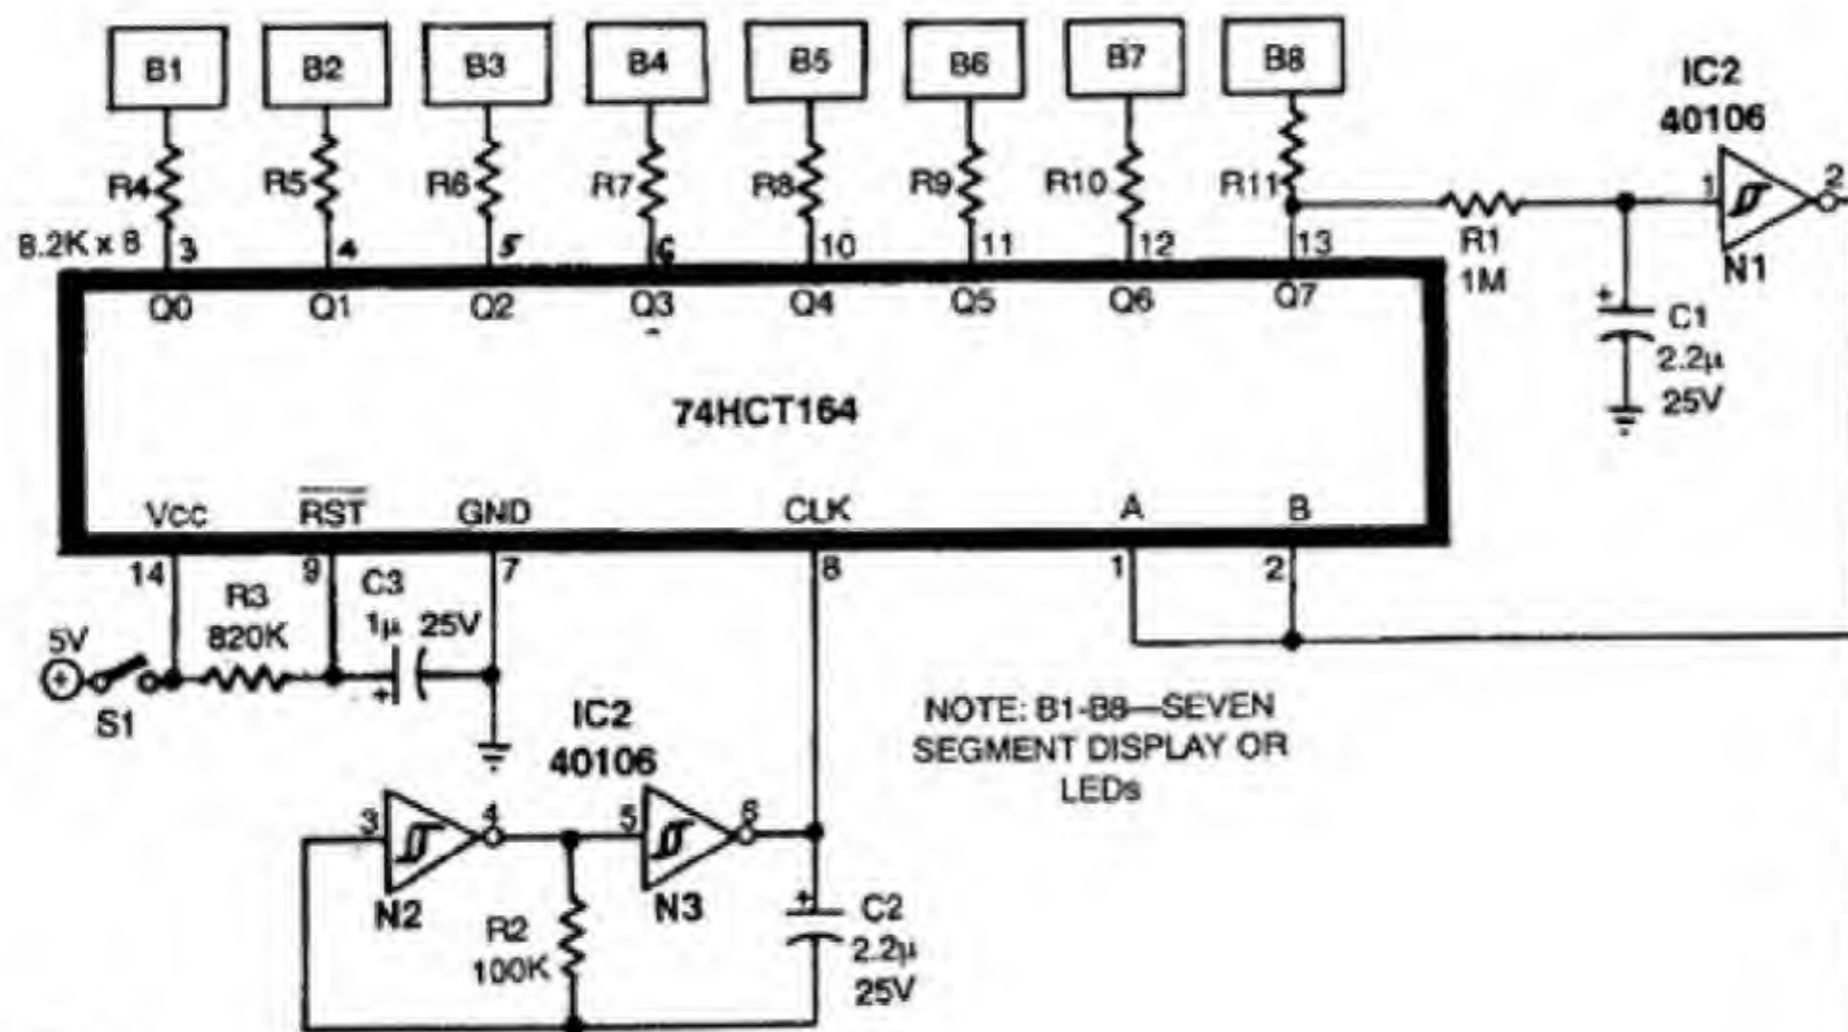 B1 B2 B3 B4 B5 B6 B7 B8
IC2
40106
R4 R5 R6 R7 R8 R9 R10 R11
1 2
8.2K x 8
3 4 5 6 10 11 12 13
R1
1M
N1
Q0 Q1 Q2 Q3 Q4 Q5 Q6 Q7
+
C1
2.2μ
25V
74HCT164
Vcc RST GND CLK A B
14 9 7 8 1 2
R3
820K
C3
1μ 25V
5V
+
+
S1
IC2
40106
NOTE: B1-B8—SEVEN
SEGMENT DISPLAY OR
LEDs
3 4 5 6
N2 N3
R2
100K
+
C2
2.2μ
25V